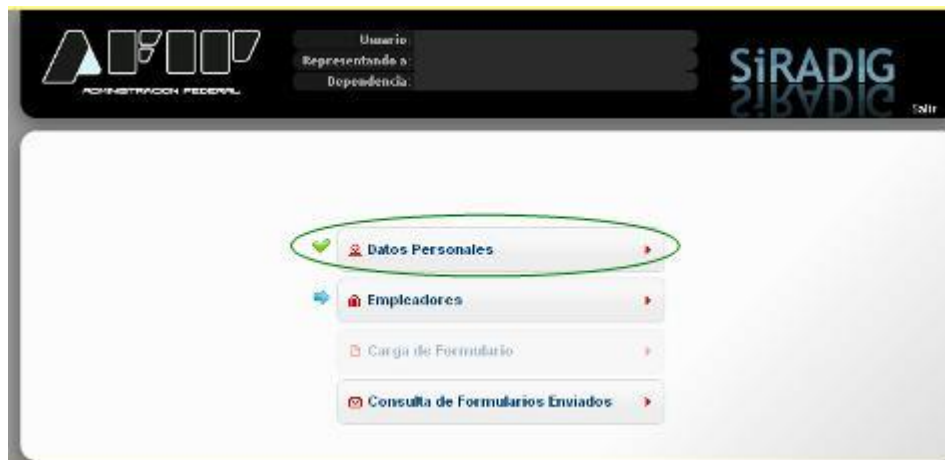 AFIP
ADMINISTRACION FEDERAL
Usuario:
Representando a:
Dependencia:
SiRADIG
Salir
Datos Personales
Empleadores
Carga de Formulario
Consulta de Formularios Enviados